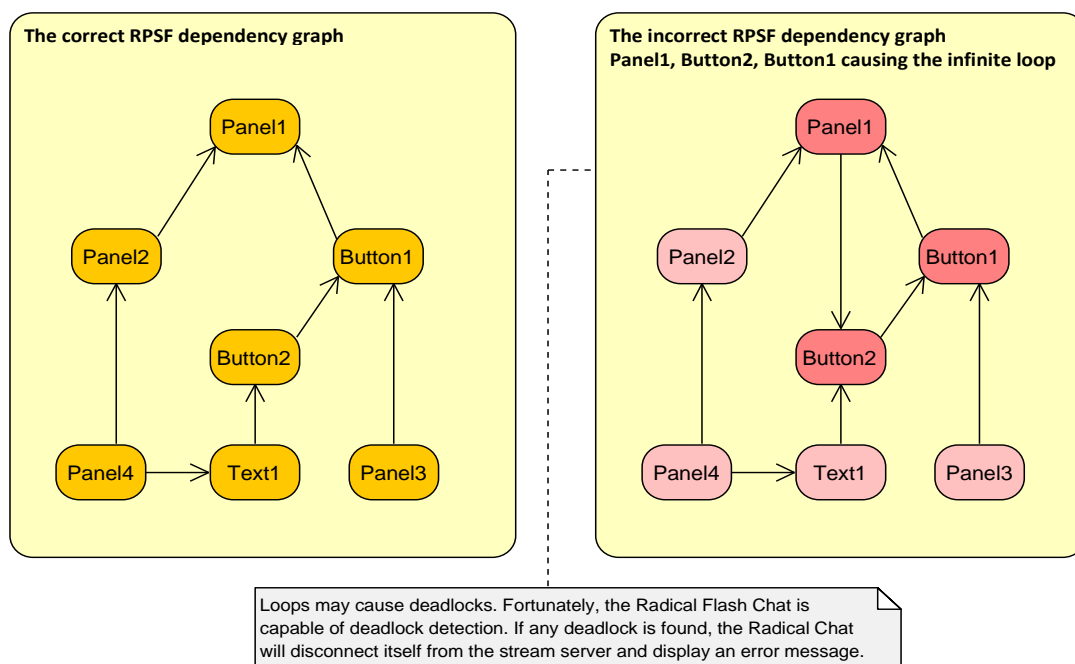 The correct RPSF dependency graph
Panel1
Panel2
Button1
Button2
Panel4
Text1
Panel3
The incorrect RPSF dependency graph
Panel1, Button2, Button1 causing the infinite loop
Panel1
Panel2
Button1
Button2
Panel4
Text1
Panel3
Loops may cause deadlocks. Fortunately, the Radical Flash Chat is
capable of deadlock detection. If any deadlock is found, the Radical Chat
will disconnect itself from the stream server and display an error message.